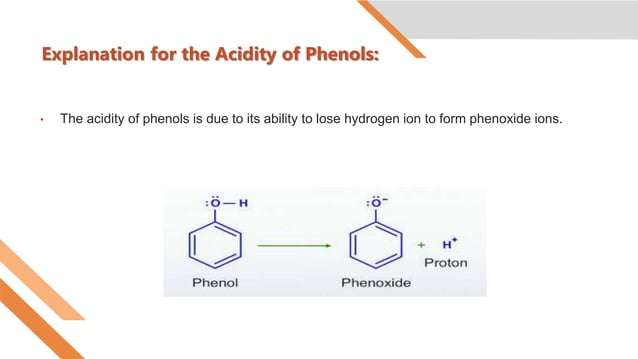 Explanation for the Acidity of Phenols:
• The acidity of phenols is due to its ability to lose hydrogen ion to form phenoxide ions.
:Ö—H :Ö⁻
+ H⁺
Proton
Phenol Phenoxide